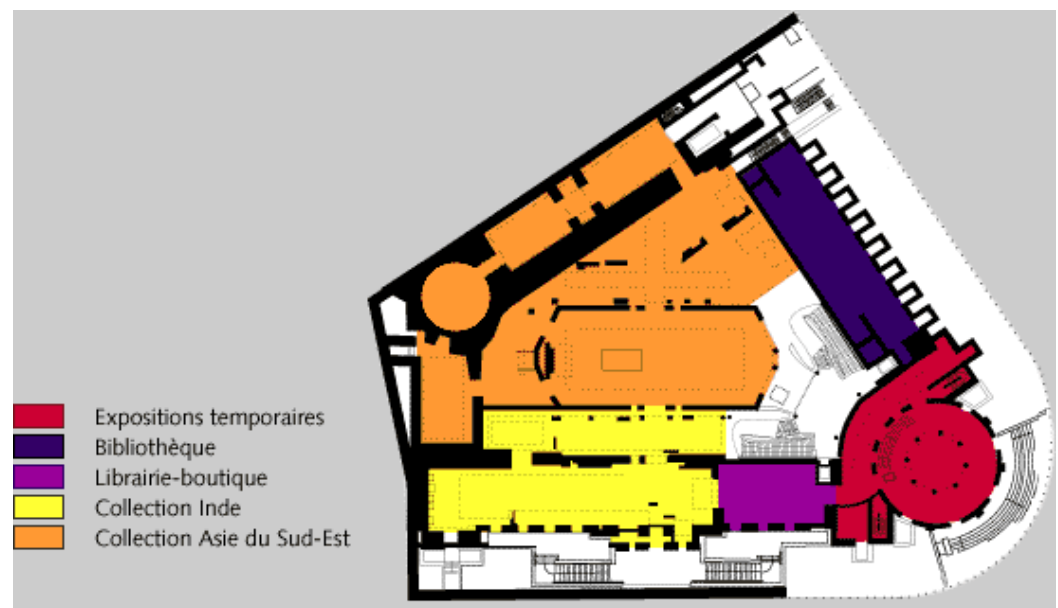 Expositions temporaires
Bibliothèque
Librairie-boutique
Collection Inde
Collection Asie du Sud-Est